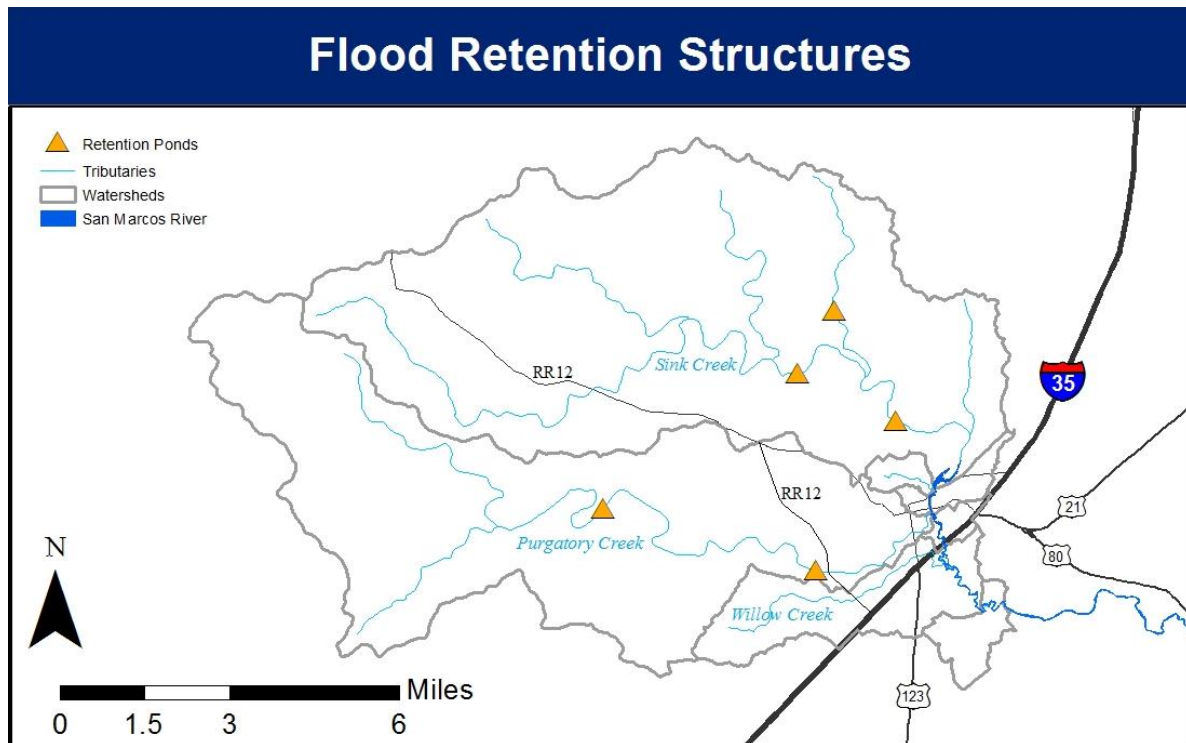 Flood Retention Structures
Retention Ponds
Tributaries
Watersheds
San Marcos River
Sink Creek
RR12
35
RR12
21
Purgatory Creek
80
N
Willow Creek
123
Miles
0 1.5 3 6